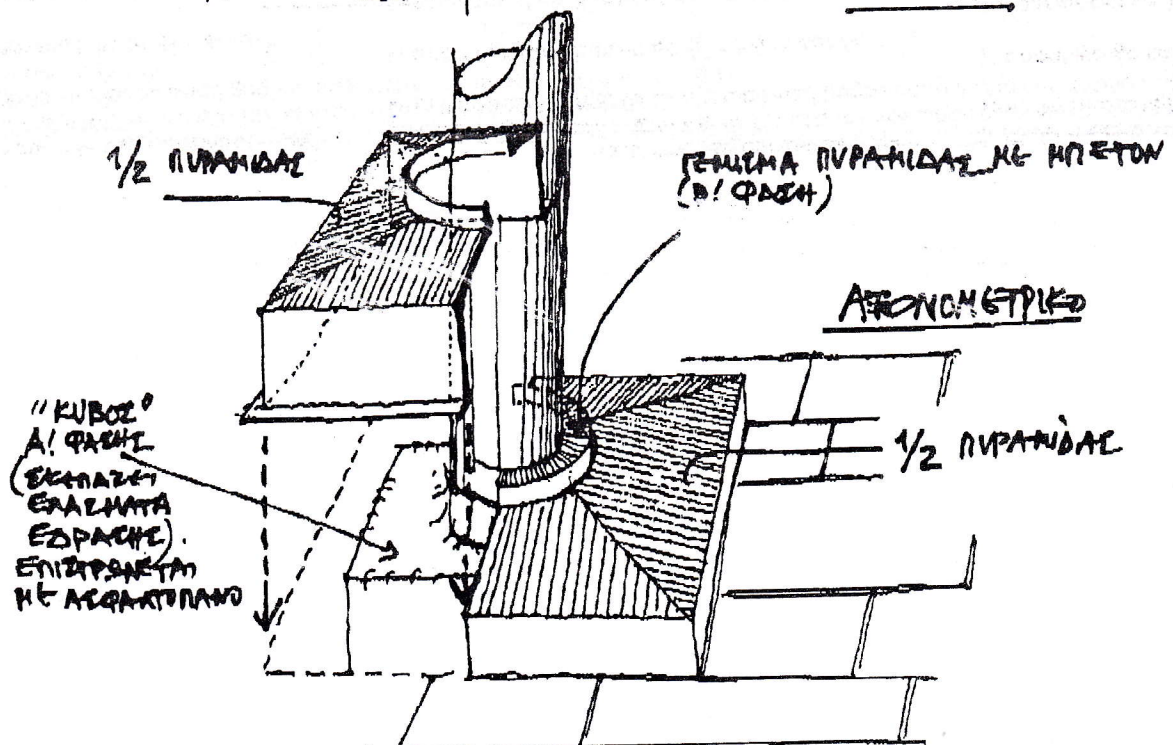 1/2 ΠΥΡΑΜΙΔΑΣ
ΓΕΜΙΣΜΑ ΠΥΡΑΜΙΔΑΣ ΜΕ ΜΠΕΤΟΝ
(Β! ΦΑΣΗ)
ΑΞΟΝΟΜΕΤΡΙΚΟ
"ΚΥΒΟΣ"
Α! ΦΑΣΗΣ
(ΣΚΕΠΑΖΕΙ
ΕΛΑΣΜΑΤΑ
ΕΔΡΑΣΗΣ).
ΕΠΙΣΤΡΩΝΕΤΑΙ
ΜΕ ΑΣΦΑΛΤΟΠΑΝΟ
1/2 ΠΥΡΑΜΙΔΑΣ